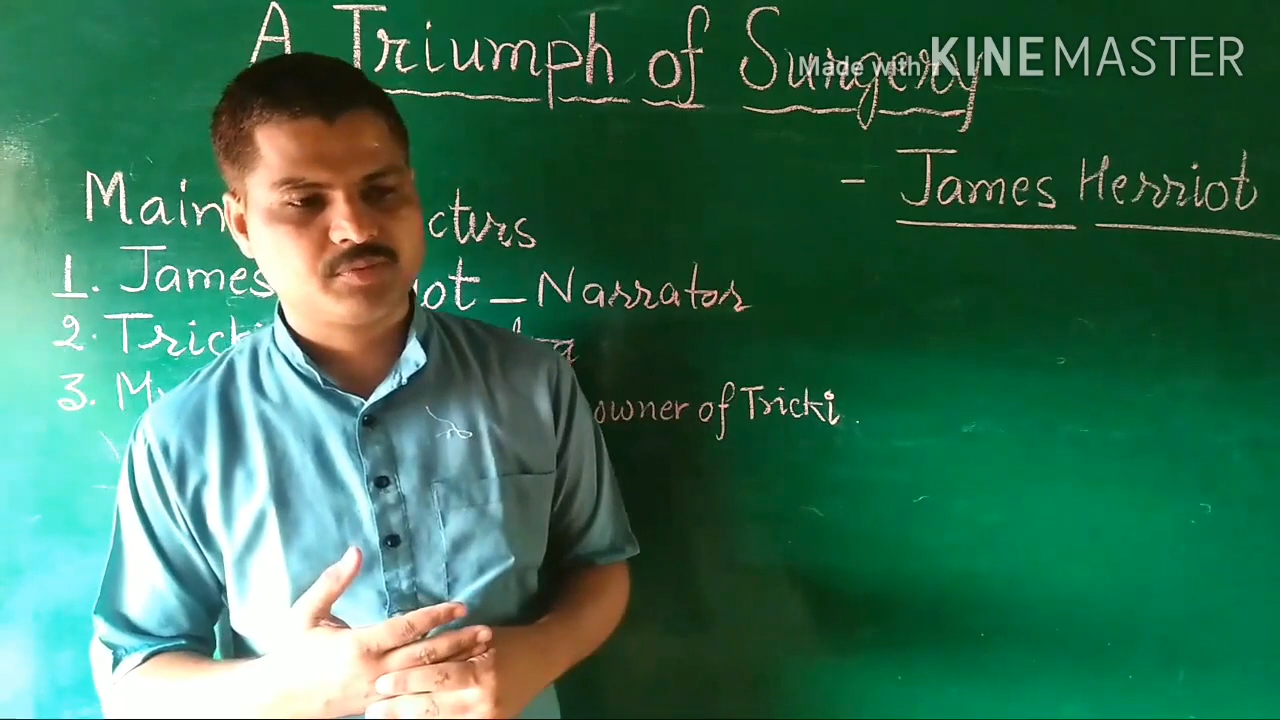 A Triumph of Surgery
Made with KINEMASTER
- James Herriot
Main cters
1. James ot - Narrator
2. Trick
3. M owner of Tricki